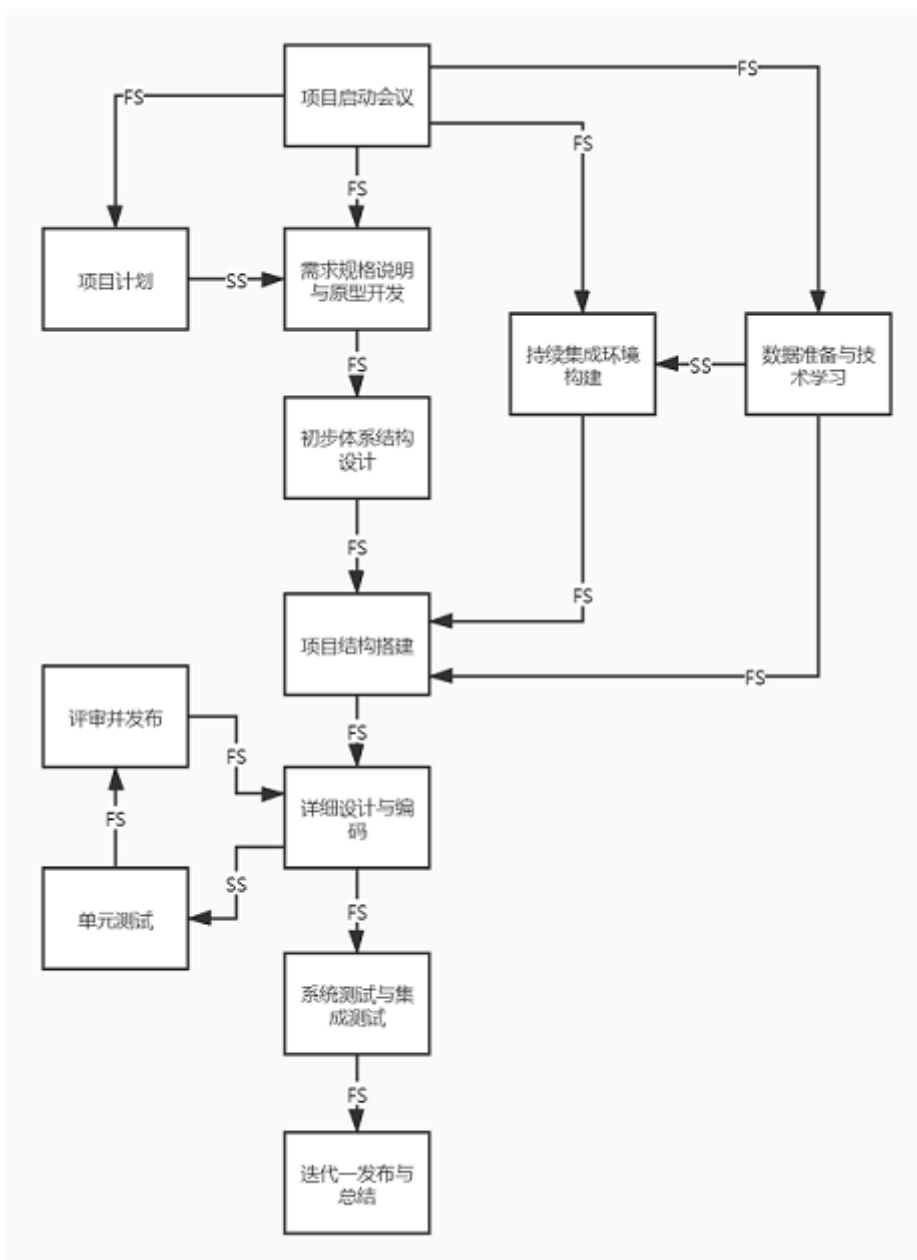 FS
项目启动会议
FS
FS
FS
项目计划
SS
需求规格说明
与原型开发
FS
持续集成环境
构建
SS
数据准备与技
术学习
初步体系结构
设计
FS
FS
项目结构搭建
FS
评审并发布
FS
FS
详细设计与编
码
FS
SS
单元测试
FS
系统测试与集
成测试
FS
迭代一发布与
总结